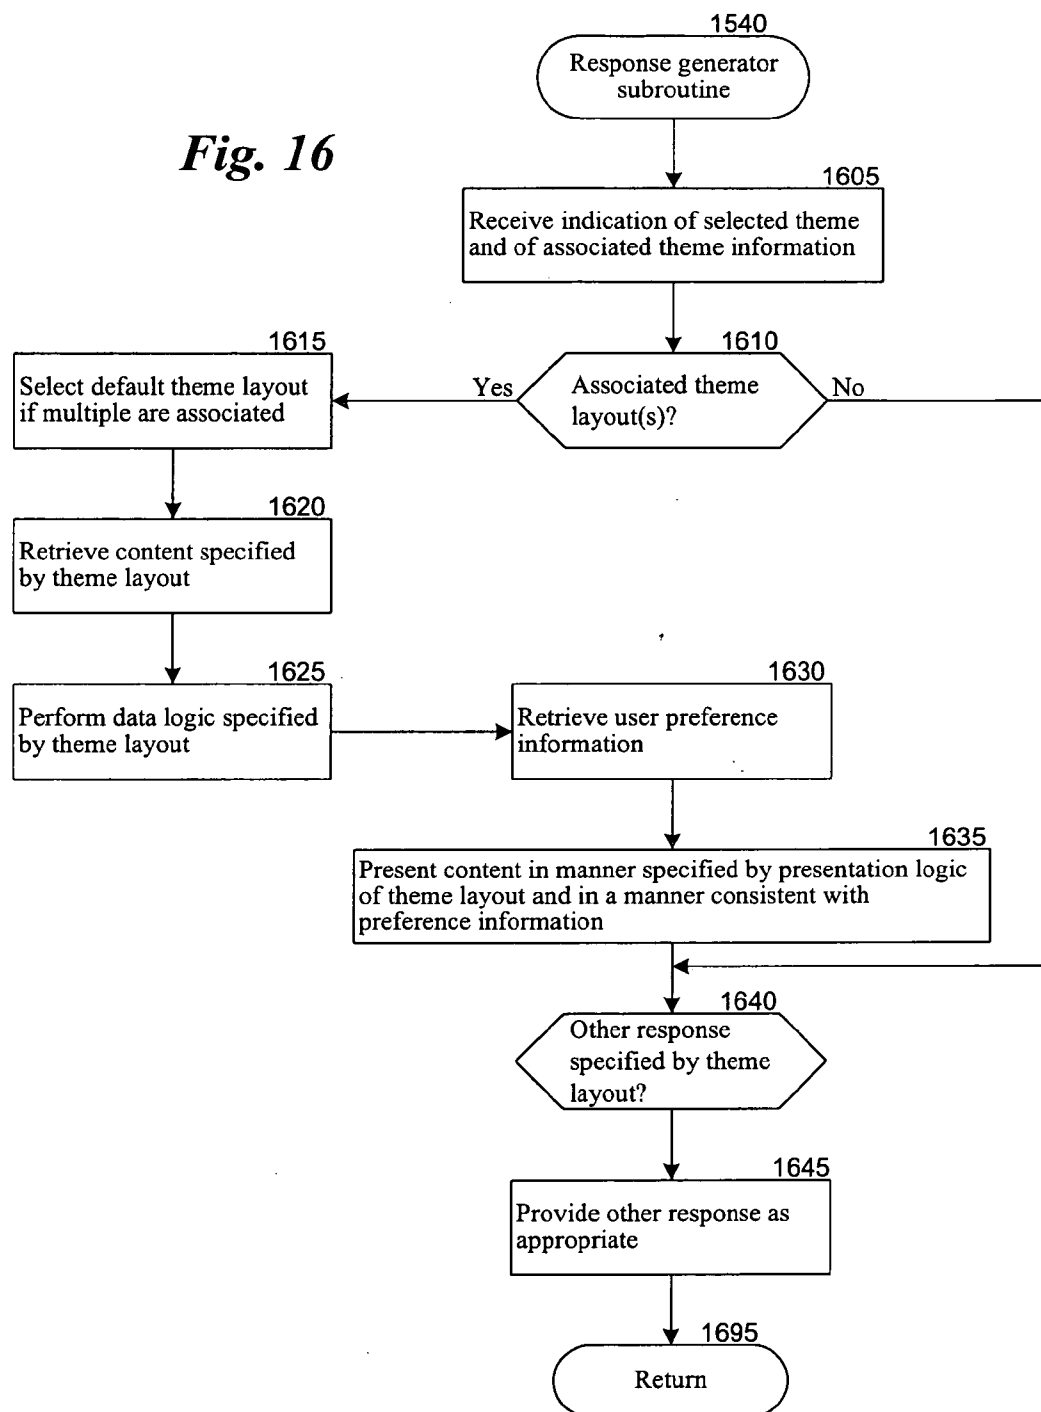 1540
Response generator
subroutine
Fig. 16
1605
Receive indication of selected theme
and of associated theme information
1610
Associated theme
layout(s)?
Yes
No
1615
Select default theme layout
if multiple are associated
1620
Retrieve content specified
by theme layout
1625
Perform data logic specified
by theme layout
1630
Retrieve user preference
information
1635
Present content in manner specified by presentation logic
of theme layout and in a manner consistent with
preference information
1640
Other response
specified by theme
layout?
1645
Provide other response as
appropriate
1695
Return